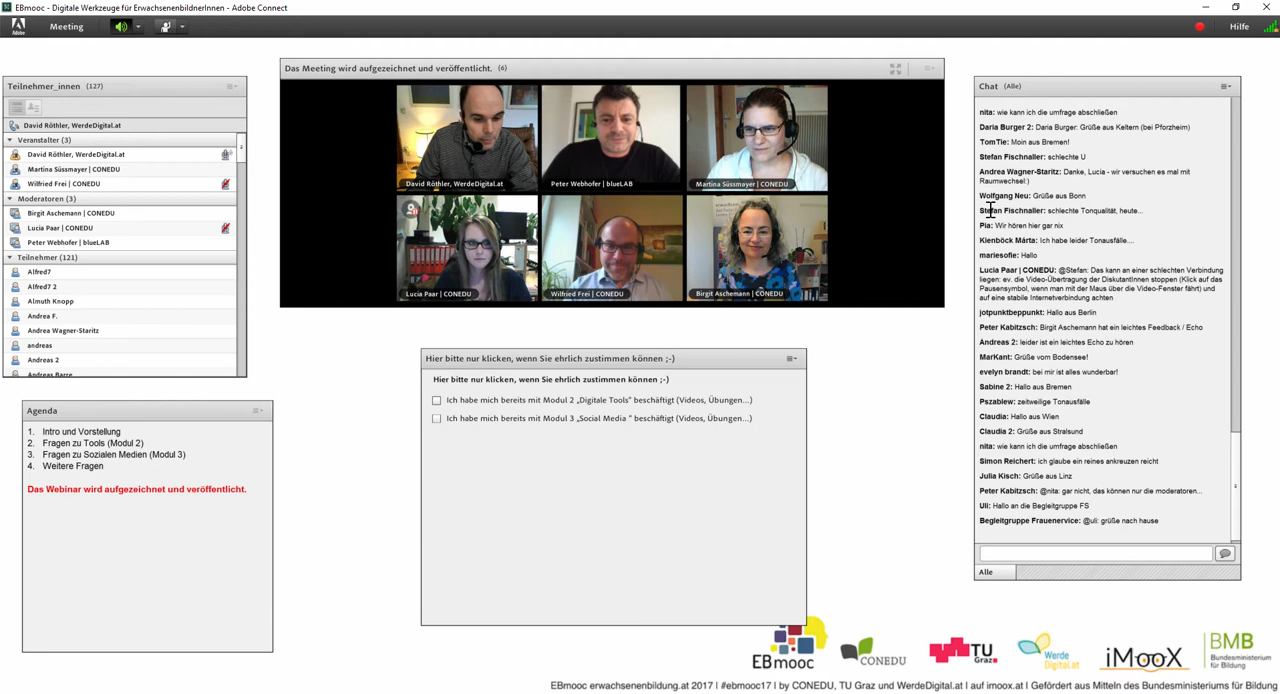 EBmooc - Digitale Werkzeuge für ErwachsenenbildnerInnen - Adobe Connect
Adobe
Meeting
Hilfe
Teilnehmer_innen (127)
David Röthler, WerdeDigital.at
Veranstalter (3)
David Röthler, WerdeDigital.at
Martina Süssmayer | CONEDU
Wilfried Frei | CONEDU
Moderatoren (3)
Birgit Aschemann | CONEDU
Lucia Paar | CONEDU
Peter Webhofer | blueLAB
Teilnehmer (121)
Alfred7
Alfred7 2
Almuth Knopp
Andrea F.
Andrea Wagner-Staritz
andreas
Andreas 2
Andreas Barre
Agenda
1. Intro und Vorstellung
2. Fragen zu Tools (Modul 2)
3. Fragen zu Sozialen Medien (Modul 3)
4. Weitere Fragen
Das Webinar wird aufgezeichnet und veröffentlicht.
Das Meeting wird aufgezeichnet und veröffentlicht. (6)
David Röthler, WerdeDigital.at
Peter Webhofer | blueLAB
Martina Süssmayer | CONEDU
Lucia Paar | CONEDU
Wilfried Frei | CONEDU
Birgit Aschemann | CONEDU
Hier bitte nur klicken, wenn Sie ehrlich zustimmen können ;-)
Hier bitte nur klicken, wenn Sie ehrlich zustimmen können ;-)
Ich habe mich bereits mit Modul 2 „Digitale Tools" beschäftigt (Videos, Übungen...)
Ich habe mich bereits mit Modul 3 „Social Media " beschäftigt (Videos, Übungen...)
Chat (Alle)
nita: wie kann ich die umfrage abschließen
Daria Burger 2: Daria Burger: Grüße aus Keltern (bei Pforzheim)
TomTie: Moin aus Bremen!
Stefan Fischnaller: schlechte U
Andrea Wagner-Staritz: Danke, Lucia - wir versuchen es mal mit
Raumwechsel:)
Wolfgang Neu: Grüße aus Bonn
Stefan Fischnaller: schlechte Tonqualität, heute...
Pia: Wir hören hier gar nix
Kienböck Márta: Ich habe leider Tonausfälle....
mariesofie: Hallo
Lucia Paar | CONEDU: @Stefan: Das kann an einer schlechten Verbindung
liegen: ev. die Video-Übertragung der DiskutantInnen stoppen (Klick auf das
Pausensymbol, wenn man mit der Maus über die Video-Fenster fährt) und
auf eine stabile Internetverbindung achten
jotpunktbeppunkt: Hallo aus Berlin
Peter Kabitzsch: Birgit Aschemann hat ein leichtes Feedback / Echo
Andreas 2: leider ist ein leichtes Echo zu hören
MarKant: Grüße vom Bodensee!
evelyn brandt: bei mir ist alles wunderbar!
Sabine 2: Hallo aus Bremen
Pszablew: zeitweilige Tonausfälle
Claudia: Hallo aus Wien
Claudia 2: Grüße aus Stralsund
nita: wie kann ich die umfrage abschließen
Simon Reichert: ich glaube ein reines ankreuzen reicht
Julia Kisch: Grüße aus Linz
Peter Kabitzsch: @nita: gar nicht, das können nur die moderatoren...
Uli: Hallo an die Begleitgruppe FS
Begleitgruppe Frauenservice: @uli: grüße nach hause
Alle
EBmooc
CONEDU
TU
Graz
Werde
Digital.at
iMooX
BMB
Bundesministerium
für Bildung
EBmooc erwachsenenbildung.at 2017 | #ebmooc17 | by CONEDU, TU Graz und WerdeDigital.at | auf imoox.at | Gefördert aus Mitteln des Bundesministeriums für Bildung